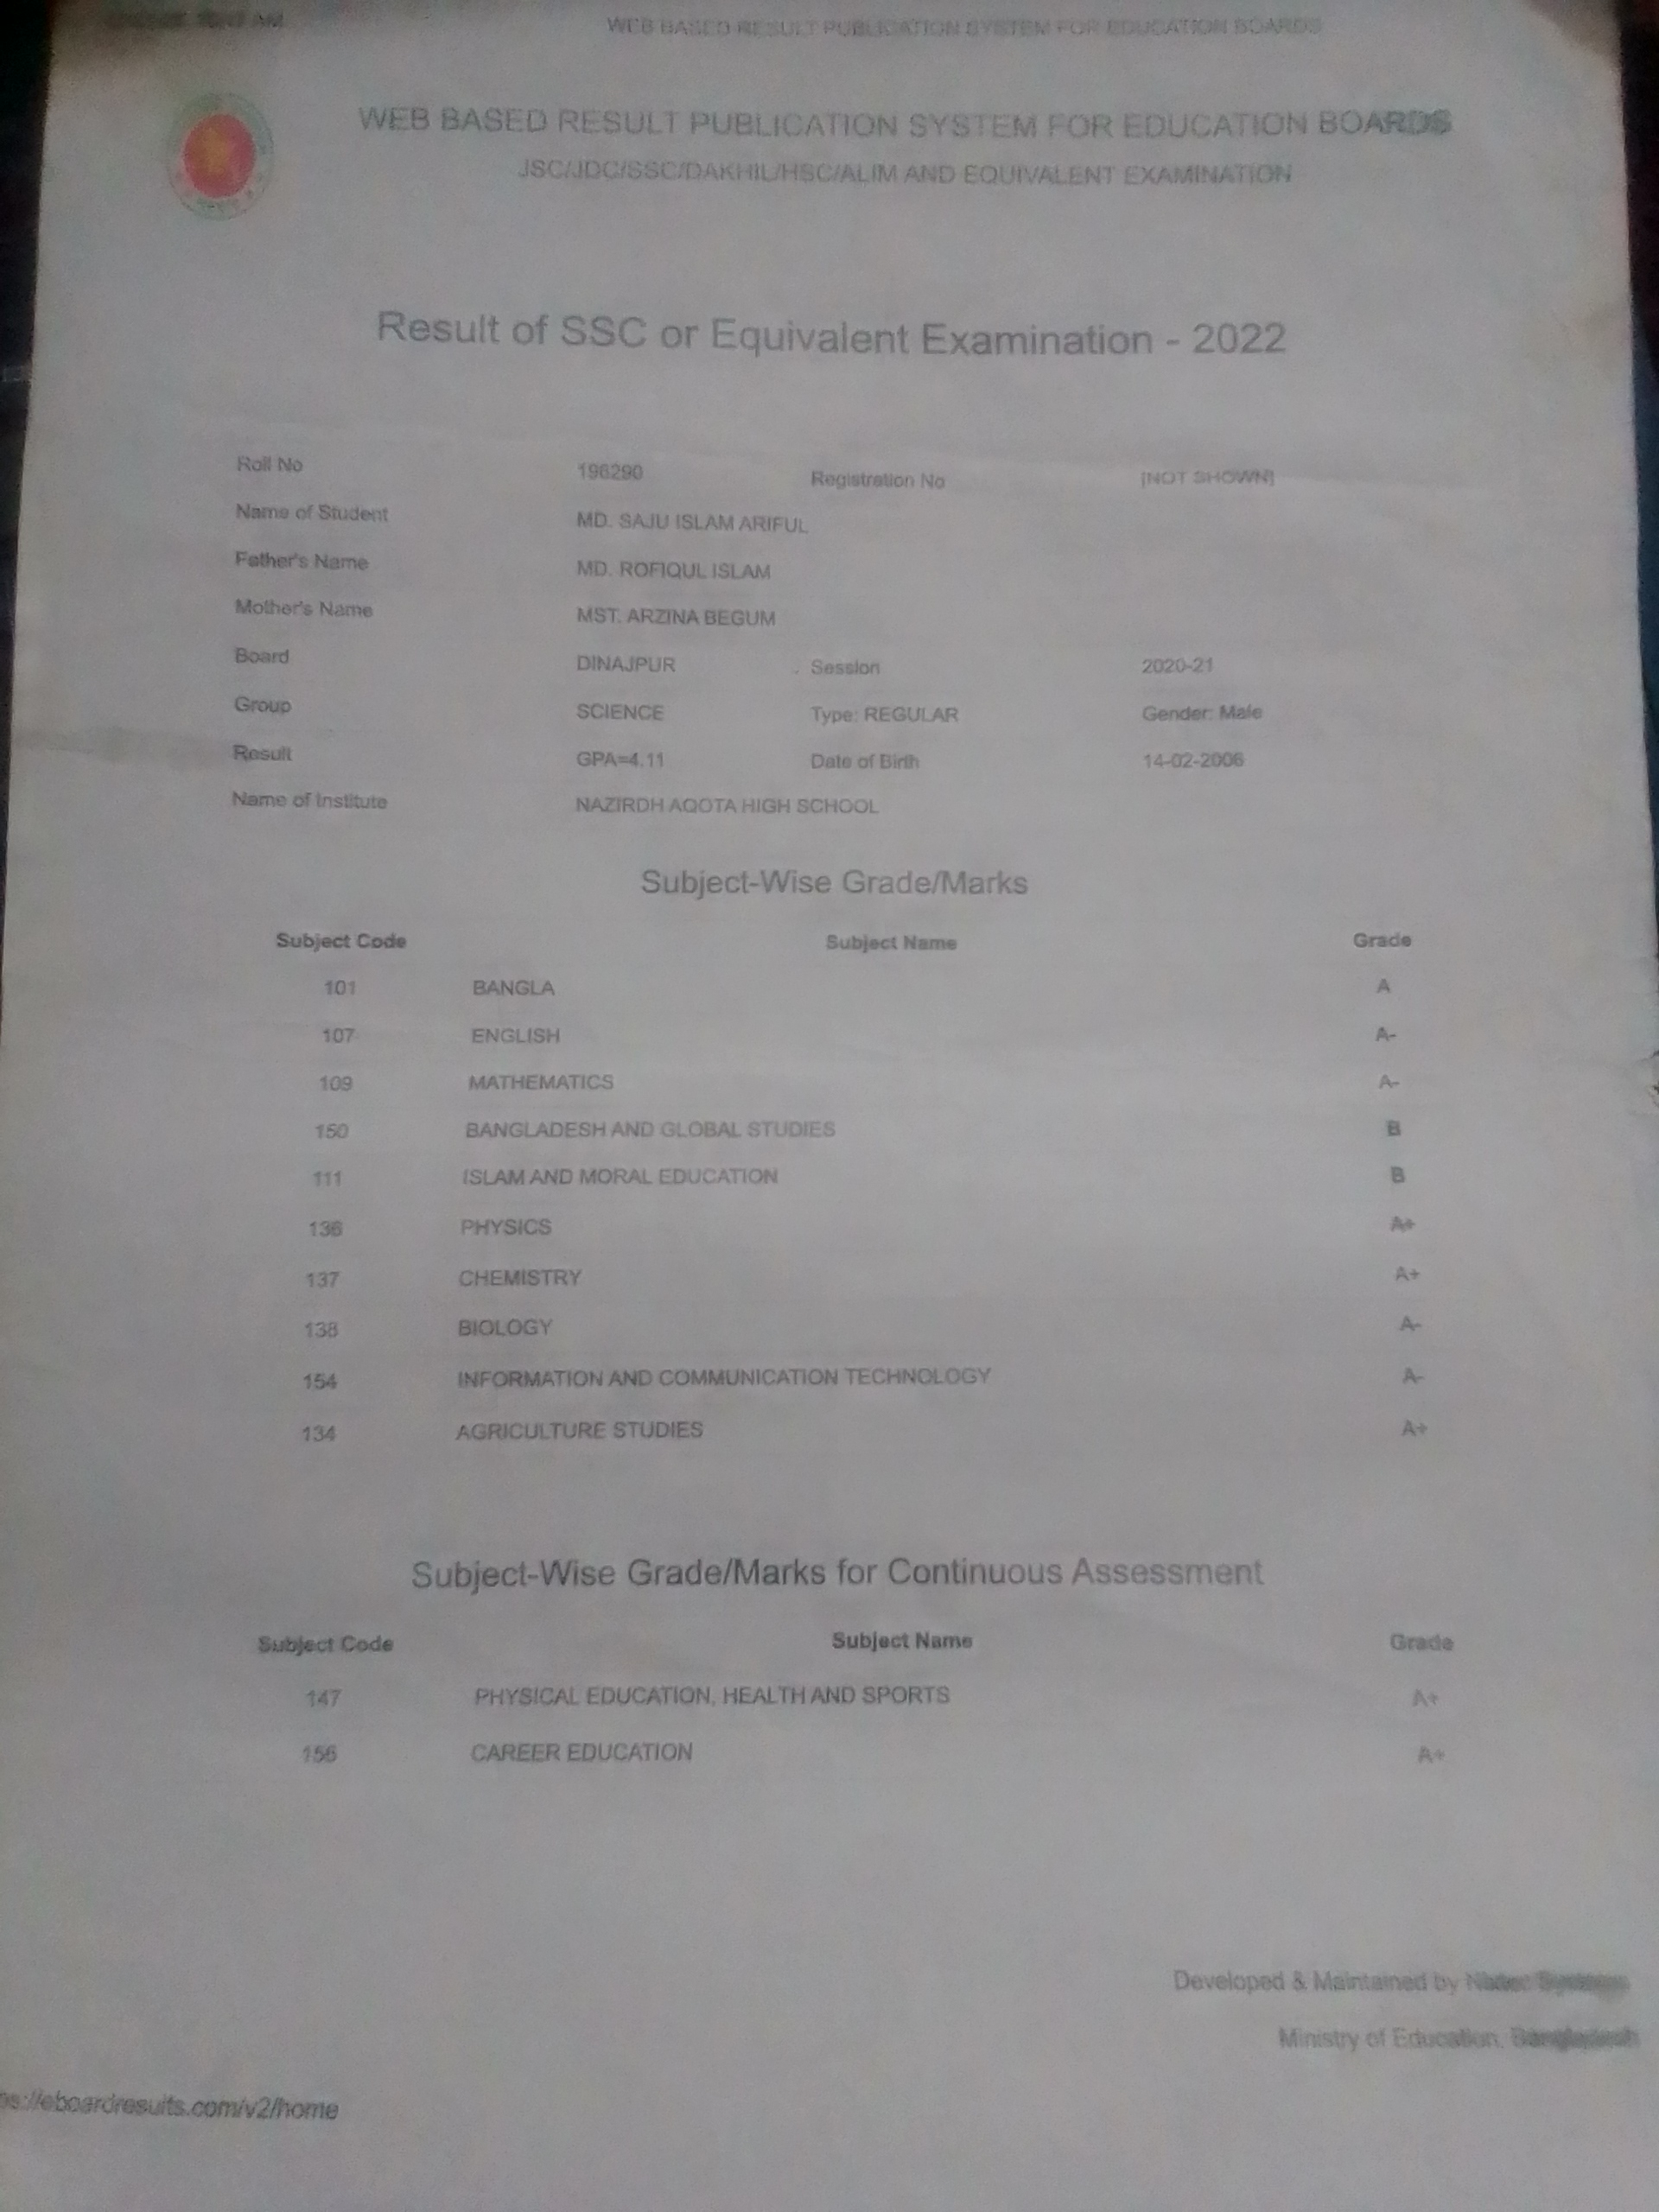 AM WEB BASED RESULT PUBLICATION SYSTEM FOR EDUCATION BOARDS
WEB BASED RESULT PUBLICATION SYSTEM FOR EDUCATION BOARDS
JSC/JDC/SSC/DAKHIL/HSC/ALIM AND EQUIVALENT EXAMINATION
Result of SSC or Equivalent Examination - 2022
Roll No 196290 Registration No [NOT SHOWN]
Name of Student MD. SAJU ISLAM ARIFUL
Father's Name MD. ROFIQUL ISLAM
Mother's Name MST. ARZINA BEGUM
Board DINAJPUR Session 2020-21
Group SCIENCE Type: REGULAR Gender: Male
Result GPA=4.11 Date of Birth 14-02-2006
Name of Institute NAZIRDH AQOTA HIGH SCHOOL
Subject-Wise Grade/Marks
Subject Code Subject Name Grade
101 BANGLA A
107 ENGLISH A-
109 MATHEMATICS A-
150 BANGLADESH AND GLOBAL STUDIES B
111 ISLAM AND MORAL EDUCATION B
136 PHYSICS A+
137 CHEMISTRY A+
138 BIOLOGY A-
154 INFORMATION AND COMMUNICATION TECHNOLOGY A-
134 AGRICULTURE STUDIES A+
Subject-Wise Grade/Marks for Continuous Assessment
Subject Code Subject Name Grade
147 PHYSICAL EDUCATION, HEALTH AND SPORTS A+
156 CAREER EDUCATION A+
Developed & Maintained by
Ministry of Education, Bangladesh
ps://eboardresults.com/v2/home